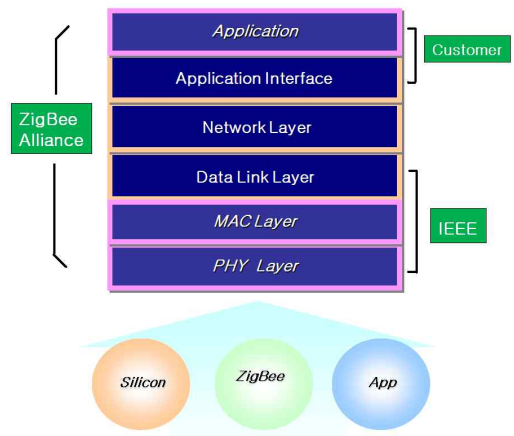 Application
Customer
Application Interface
ZigBee
Alliance
Network Layer
Data Link Layer
MAC Layer
IEEE
PHY Layer
Silicon
ZigBee
App